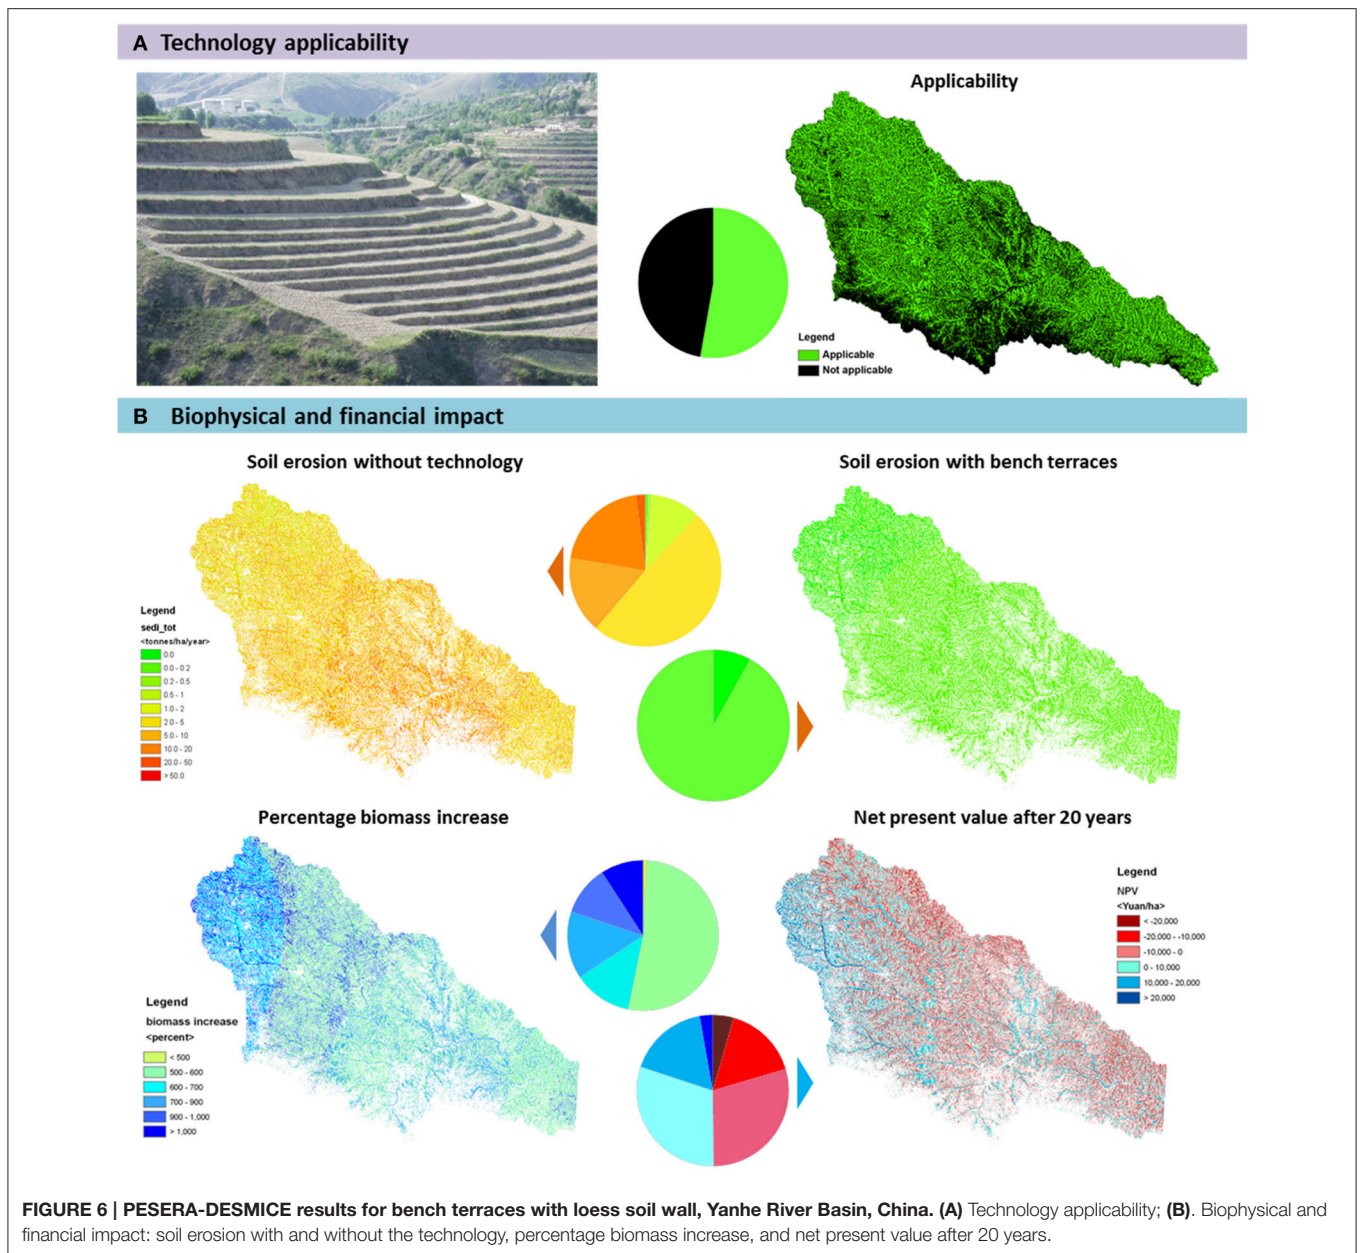 A Technology applicability
Applicability
Legend
Applicable
Not applicable
B Biophysical and financial impact
Soil erosion without technology
Soil erosion with bench terraces
Legend
sedi_tot
<tonnes/ha/year>
0.0
0.0 - 0.2
0.2 - 0.5
0.5 - 1
1.0 - 2
2.0 - 5
5.0 - 10
10.0 - 20
20.0 - 50
> 50.0
Percentage biomass increase
Net present value after 20 years
Legend
biomass increase
<percent>
< 500
500 - 600
600 - 700
700 - 900
900 - 1,000
> 1,000
Legend
NPV
<Yuan/ha>
< -20,000
-20,000 - -10,000
-10,000 - 0
0 - 10,000
10,000 - 20,000
> 20,000
FIGURE 6 | PESERA-DESMICE results for bench terraces with loess soil wall, Yanhe River Basin, China. (A) Technology applicability; (B). Biophysical and
financial impact: soil erosion with and without the technology, percentage biomass increase, and net present value after 20 years.